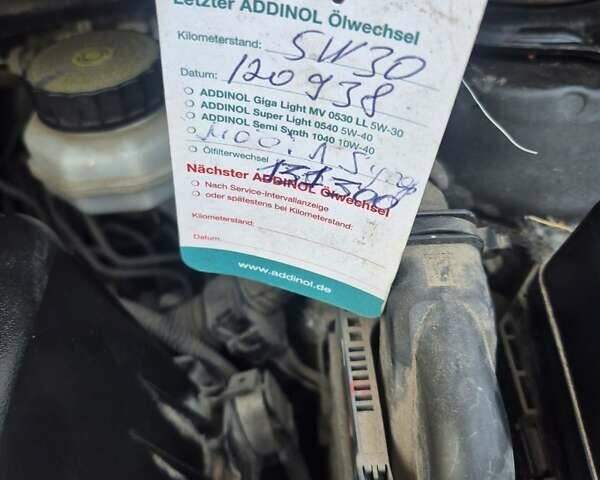 Letzter ADDINOL Ölwechsel
Kilometerstand: 5W30
Datum: 120938
ADDINOL Giga Light MV 0530 LL 5W-30
ADDINOL Super Light 0540 5W-40
ADDINOL Semi Synth 1040 10W-40
Ölfilterwechsel
Nächster ADDINOL Ölwechsel
Nach Service-Intervallanzeige
oder spätestens bei Kilometerstand:
Kilometerstand:
Datum:
www.addinol.de